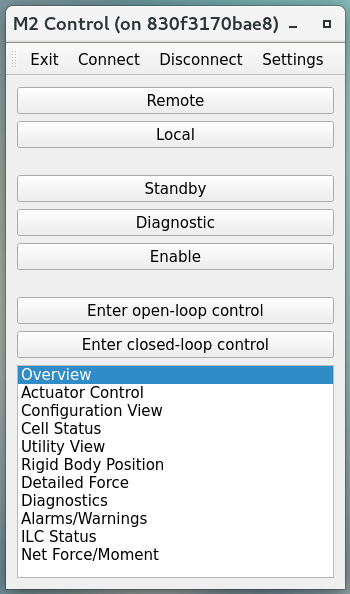 M2 Control (on 830f3170bae8)
Exit Connect Disconnect Settings
Remote
Local
Standby
Diagnostic
Enable
Enter open-loop control
Enter closed-loop control
Overview
Actuator Control
Configuration View
Cell Status
Utility View
Rigid Body Position
Detailed Force
Diagnostics
Alarms/Warnings
ILC Status
Net Force/Moment